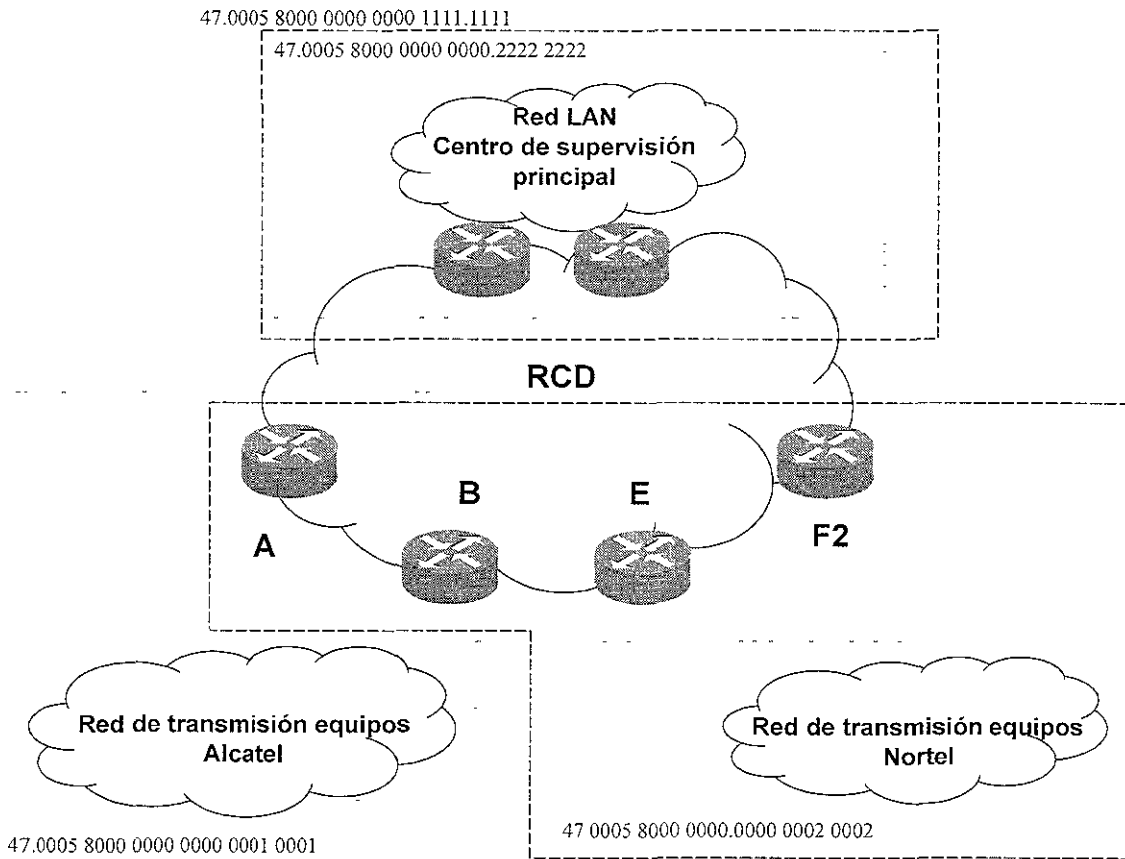 47.0005 8000 0000 0000 1111.1111
47.0005 8000 0000 0000.2222 2222
Red LAN
Centro de supervisión
principal
RCD
A
B
E
F2
Red de transmisión equipos
Alcatel
Red de transmisión equipos
Nortel
47.0005 8000 0000 0000 0001 0001
47 0005 8000 0000.0000 0002 0002